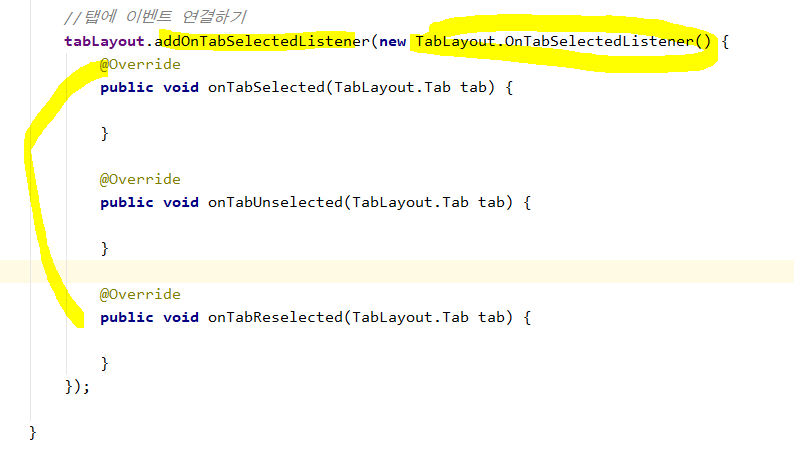 //탭에 이벤트 연결하기
tabLayout.addOnTabSelectedListener(new TabLayout.OnTabSelectedListener() {
@Override
public void onTabSelected(TabLayout.Tab tab) {
}
@Override
public void onTabUnselected(TabLayout.Tab tab) {
}
@Override
public void onTabReselected(TabLayout.Tab tab) {
}
});
}